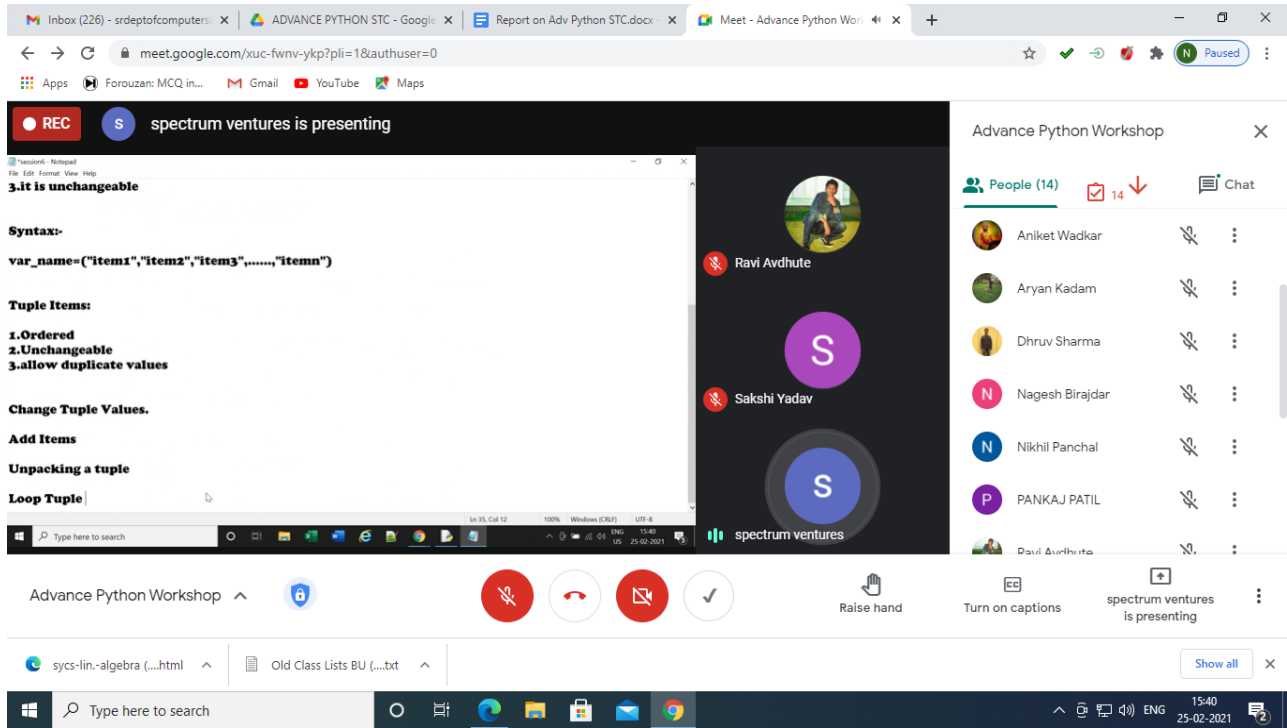 Inbox (226) - srdeptofcomputers
ADVANCE PYTHON STC - Google
Report on Adv Python STC.docx -
Meet - Advance Python Wor
meet.google.com/xuc-fwnv-ykp?pli=1&authuser=0
N Paused
Apps
Forouzan: MCQ in...
Gmail
YouTube
Maps
REC
S
spectrum ventures is presenting
*session6 - Notepad
File Edit Format View Help
3.it is unchangeable
Syntax:-
var_name=("item1","item2","item3",......,"itemn")
Tuple Items:
1.Ordered
2.Unchangeable
3.allow duplicate values
Change Tuple Values.
Add Items
Unpacking a tuple
Loop Tuple
Ln 35, Col 12
100%
Windows (CRLF)
UTF-8
Type here to search
ENG
US
15:40
25-02-2021
Ravi Avdhute
S
Sakshi Yadav
S
spectrum ventures
Advance Python Workshop
People (14)
14
Chat
Aniket Wadkar
Aryan Kadam
Dhruv Sharma
N
Nagesh Birajdar
N
Nikhil Panchal
P
PANKAJ PATIL
Ravi Avdhute
Advance Python Workshop
Raise hand
CC
Turn on captions
spectrum ventures
is presenting
sycs-lin.-algebra (....html
Old Class Lists BU (....txt
Show all
Type here to search
ENG
15:40
25-02-2021
2